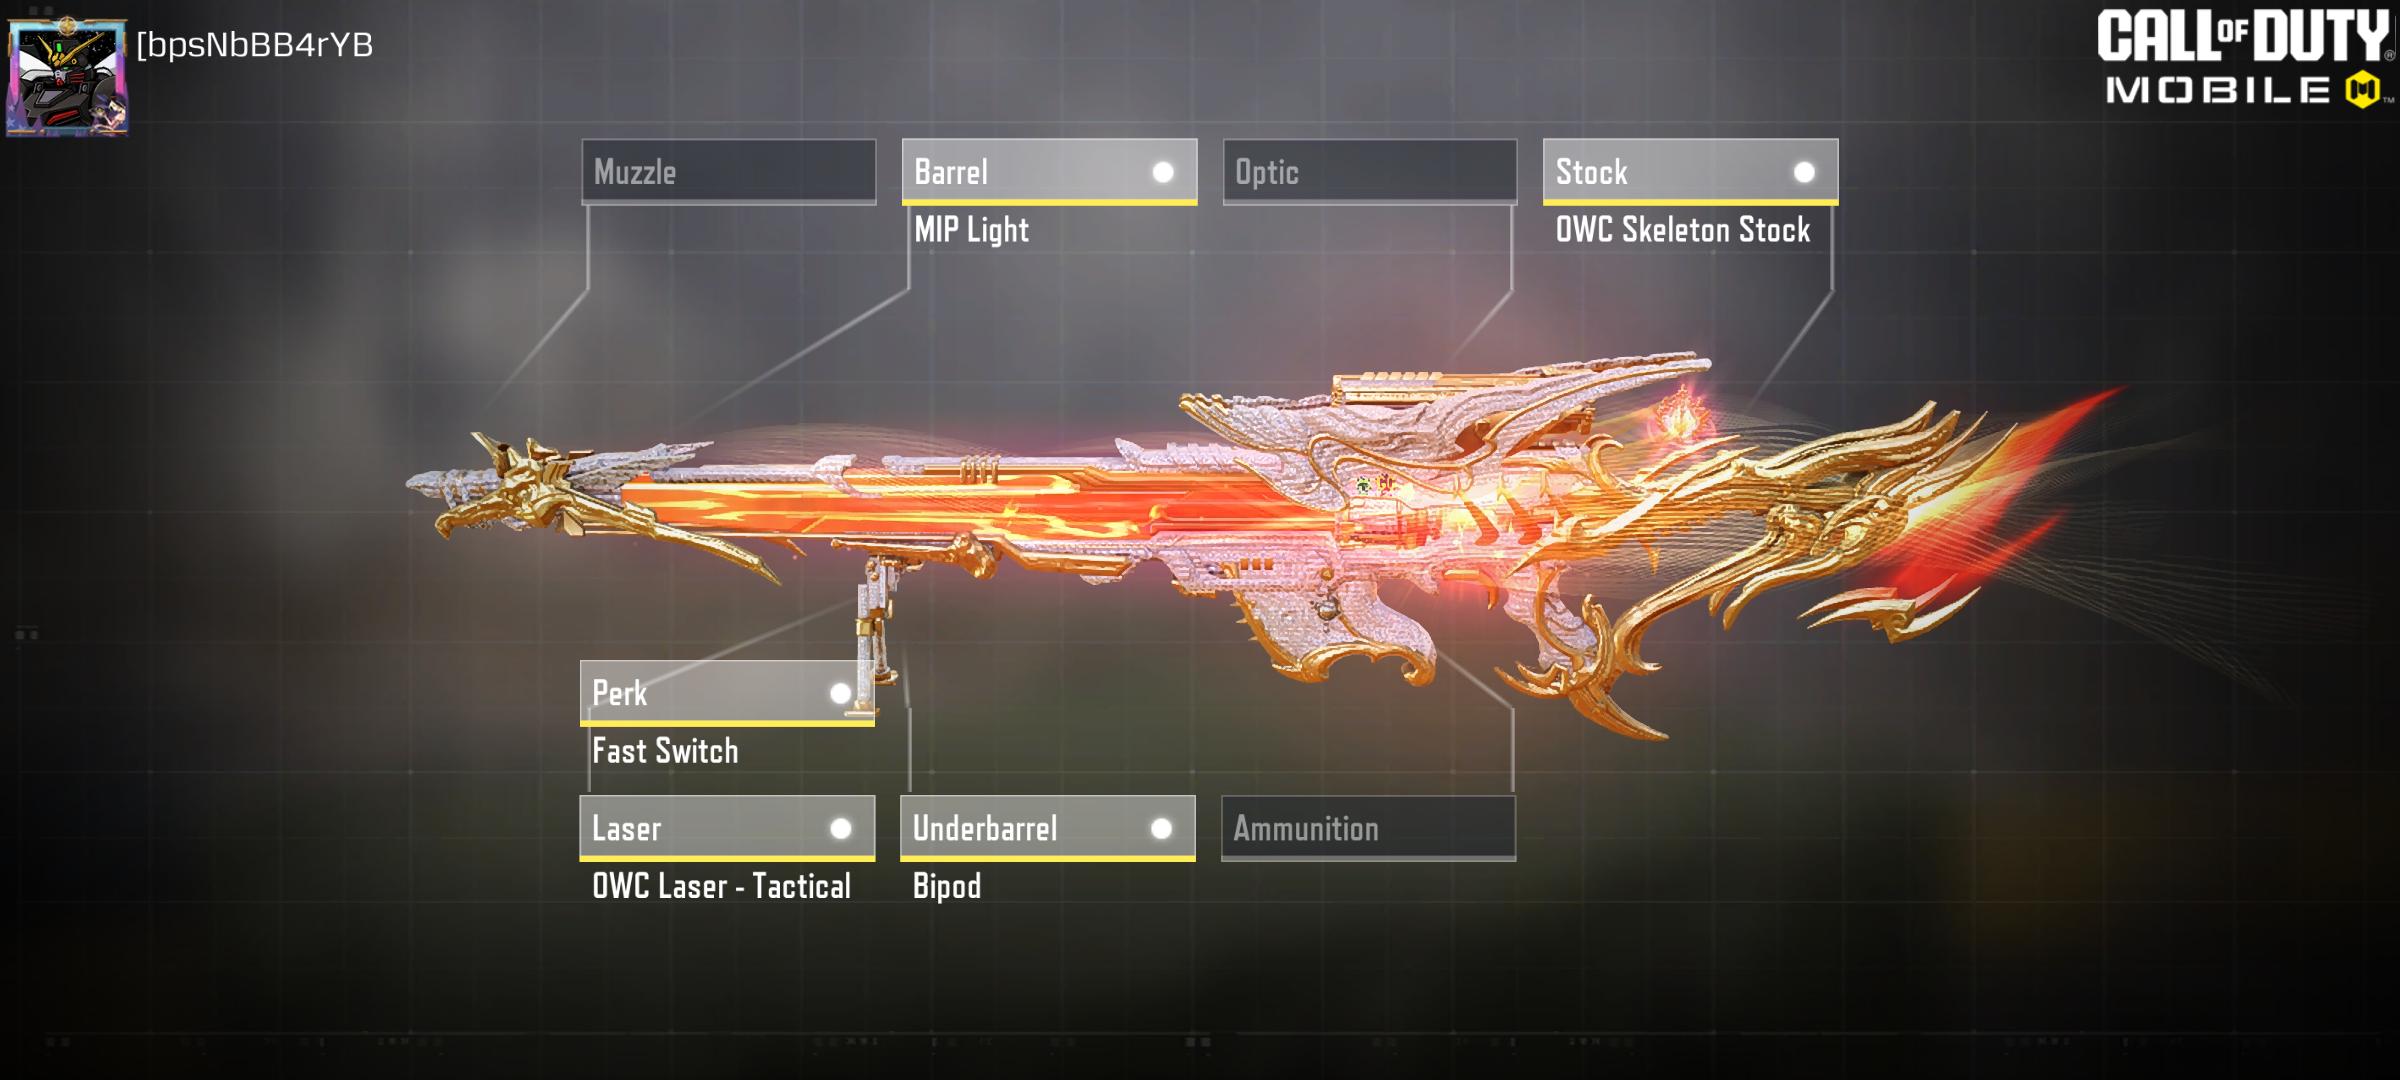 [bpsNbBB4rYB
CALL OF DUTY®
MOBILE™
Muzzle
Barrel
Optic
Stock
MIP Light
OWC Skeleton Stock
Perk
Fast Switch
Laser
Underbarrel
Ammunition
OWC Laser - Tactical
Bipod